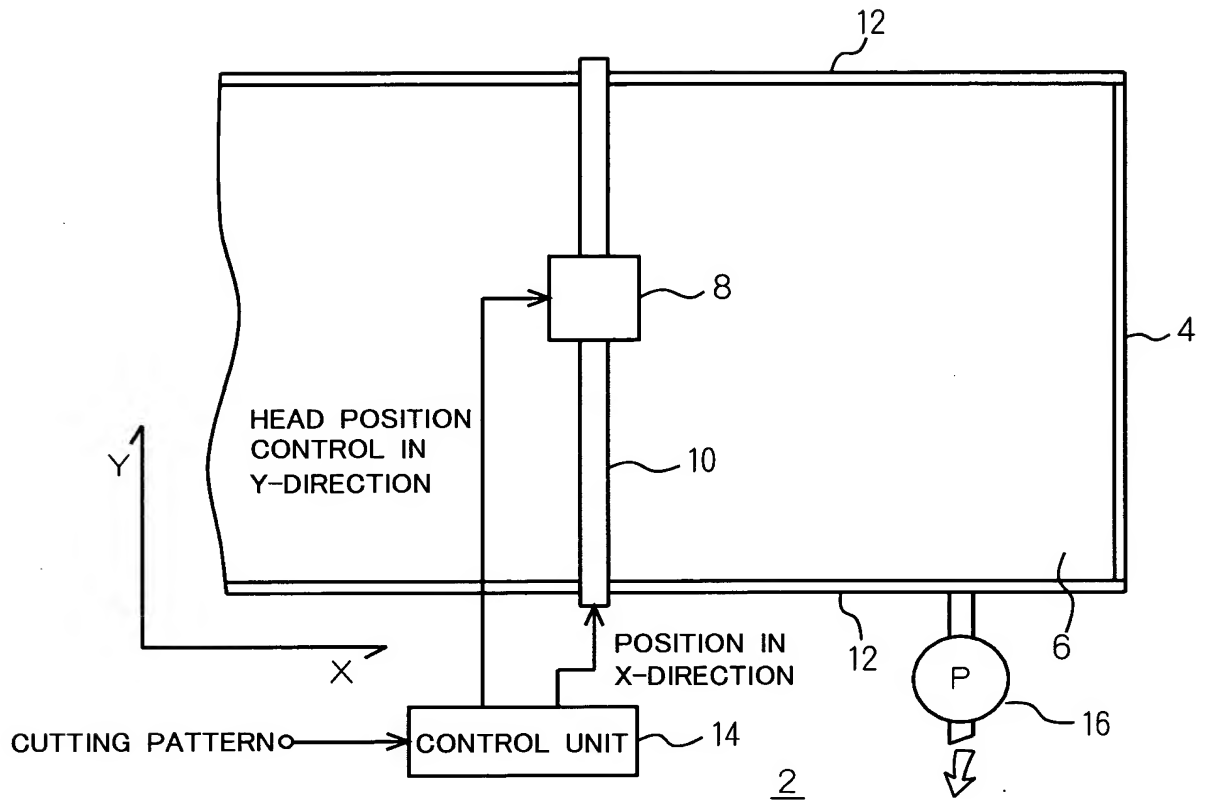 12
8
4
HEAD POSITION
CONTROL IN
Y-DIRECTION
10
Y
X
POSITION IN
X-DIRECTION
12
6
P
16
CUTTING PATTERN
CONTROL UNIT
14
2